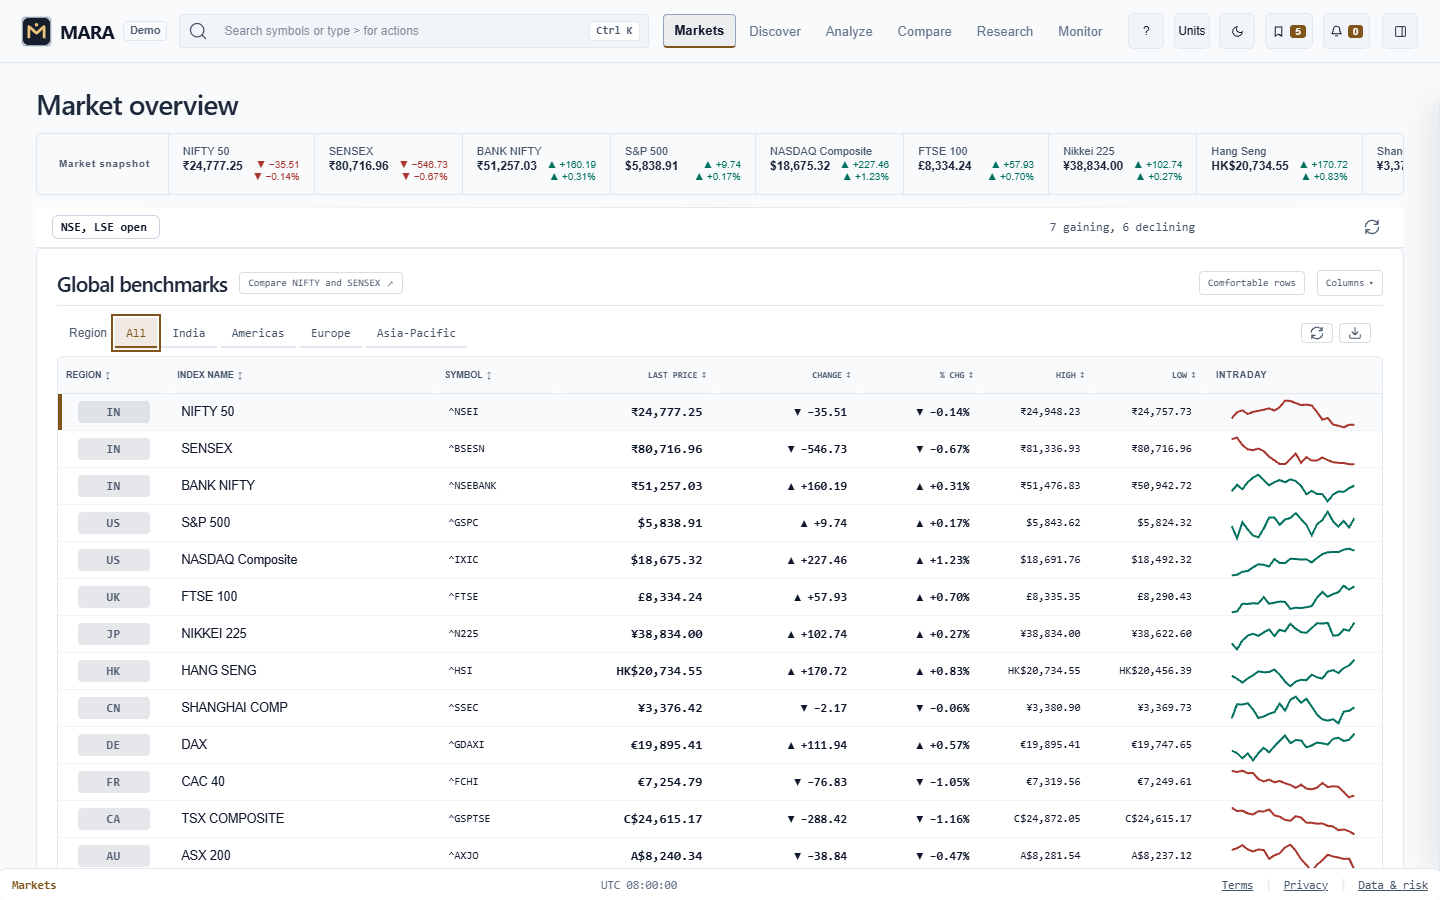 MARA
Demo
Search symbols or type > for actions
Ctrl K
Markets
Discover
Analyze
Compare
Research
Monitor
?
Units
5
0
Market overview
Market snapshot
NIFTY 50
₹24,777.25 ▼ −35.51
▼ −0.14%
SENSEX
₹80,716.96 ▼ −546.73
▼ −0.67%
BANK NIFTY
₹51,257.03 ▲ +160.19
▲ +0.31%
S&P 500
$5,838.91 ▲ +9.74
▲ +0.17%
NASDAQ Composite
$18,675.32 ▲ +227.46
▲ +1.23%
FTSE 100
£8,334.24 ▲ +57.93
▲ +0.70%
Nikkei 225
¥38,834.00 ▲ +102.74
▲ +0.27%
Hang Seng
HK$20,734.55 ▲ +170.72
▲ +0.83%
Shan
¥3,37
NSE, LSE open
7 gaining, 6 declining
Global benchmarks
Compare NIFTY and SENSEX ↗
Comfortable rows
Columns ▾
Region All India Americas Europe Asia-Pacific
REGION ↕ INDEX NAME ↕ SYMBOL ↕ LAST PRICE ↕ CHANGE ↕ % CHG ↕ HIGH ↕ LOW ↕ INTRADAY
IN NIFTY 50 ^NSEI ₹24,777.25 ▼ −35.51 ▼ −0.14% ₹24,948.23 ₹24,757.73
IN SENSEX ^BSESN ₹80,716.96 ▼ −546.73 ▼ −0.67% ₹81,336.93 ₹80,716.96
IN BANK NIFTY ^NSEBANK ₹51,257.03 ▲ +160.19 ▲ +0.31% ₹51,476.83 ₹50,942.72
US S&P 500 ^GSPC $5,838.91 ▲ +9.74 ▲ +0.17% $5,843.62 $5,824.32
US NASDAQ Composite ^IXIC $18,675.32 ▲ +227.46 ▲ +1.23% $18,691.76 $18,492.32
UK FTSE 100 ^FTSE £8,334.24 ▲ +57.93 ▲ +0.70% £8,335.35 £8,290.43
JP NIKKEI 225 ^N225 ¥38,834.00 ▲ +102.74 ▲ +0.27% ¥38,834.00 ¥38,622.60
HK HANG SENG ^HSI HK$20,734.55 ▲ +170.72 ▲ +0.83% HK$20,734.55 HK$20,456.39
CN SHANGHAI COMP ^SSEC ¥3,376.42 ▼ −2.17 ▼ −0.06% ¥3,380.90 ¥3,369.73
DE DAX ^GDAXI €19,895.41 ▲ +111.94 ▲ +0.57% €19,895.41 €19,747.65
FR CAC 40 ^FCHI €7,254.79 ▼ −76.83 ▼ −1.05% €7,319.56 €7,249.61
CA TSX COMPOSITE ^GSPTSE C$24,615.17 ▼ −288.42 ▼ −1.16% C$24,872.05 C$24,615.17
AU ASX 200 ^AXJO A$8,240.34 ▼ −38.84 ▼ −0.47% A$8,281.54 A$8,237.12
Markets
UTC 08:00:00
Terms
Privacy
Data & risk